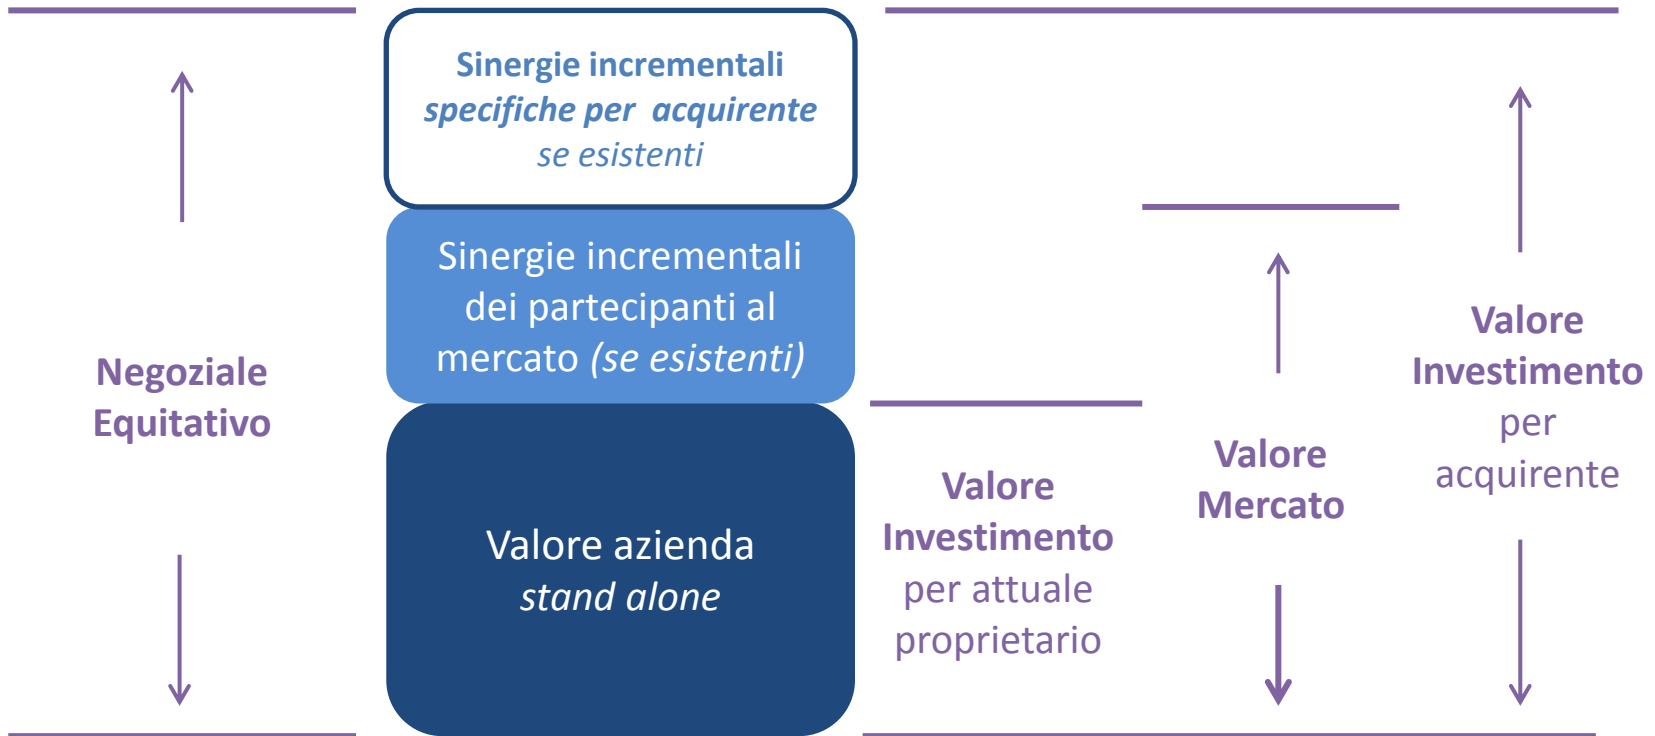 Sinergie incrementali
specifiche per acquirente
se esistenti
Sinergie incrementali
dei partecipanti al
mercato (se esistenti)
Valore azienda
stand alone
Negoziale
Equitativo
Valore
Investimento
per attuale
proprietario
Valore
Mercato
Valore
Investimento
per
acquirente